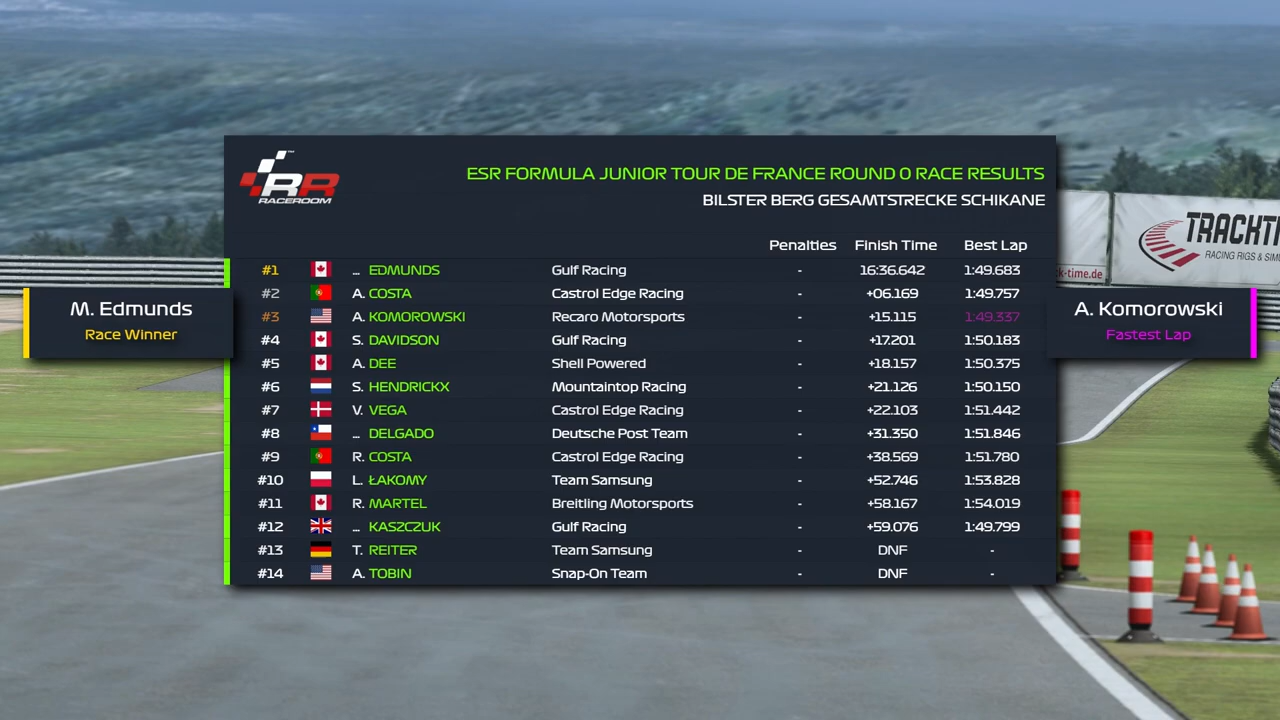 RR
RACEROOM
ESR FORMULA JUNIOR TOUR DE FRANCE ROUND 0 RACE RESULTS
BILSTER BERG GESAMTSTRECKE SCHIKANE
Penalties Finish Time Best Lap
#1 ... EDMUNDS Gulf Racing - 16:36.642 1:49.683
#2 A. COSTA Castrol Edge Racing - +06.169 1:49.757
#3 A. KOMOROWSKI Recaro Motorsports - +15.115 1:49.337
#4 S. DAVIDSON Gulf Racing - +17.201 1:50.183
#5 A. DEE Shell Powered - +18.157 1:50.375
#6 S. HENDRICKX Mountaintop Racing - +21.126 1:50.150
#7 V. VEGA Castrol Edge Racing - +22.103 1:51.442
#8 ... DELGADO Deutsche Post Team - +31.350 1:51.846
#9 R. COSTA Castrol Edge Racing - +38.569 1:51.780
#10 L. ŁAKOMY Team Samsung - +52.746 1:53.828
#11 R. MARTEL Breitling Motorsports - +58.167 1:54.019
#12 ... KASZCZUK Gulf Racing - +59.076 1:49.799
#13 T. REITER Team Samsung - DNF -
#14 A. TOBIN Snap-On Team - DNF -
M. Edmunds
Race Winner
A. Komorowski
Fastest Lap
TRACKTI
RACING RIGS & SIMU
ck-time.de